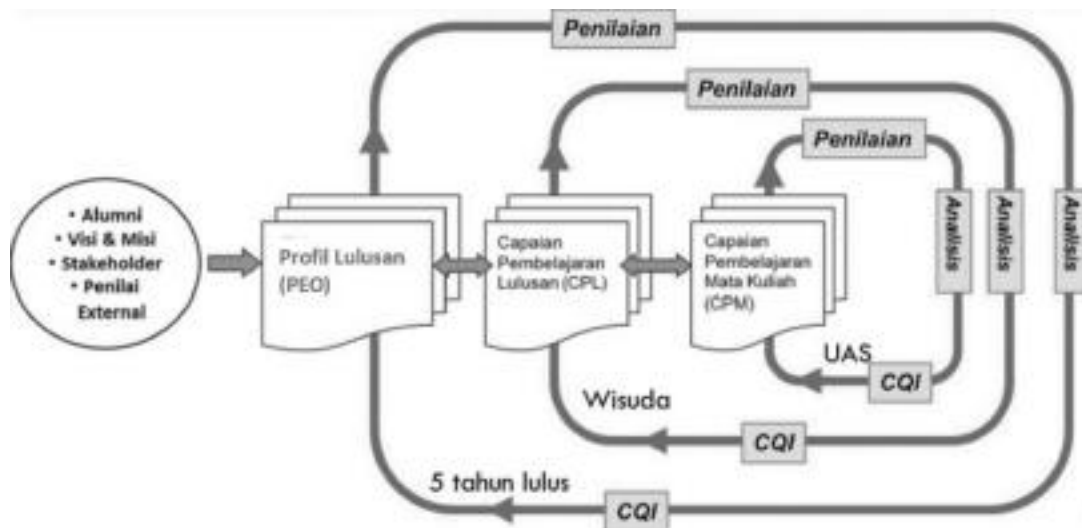 Penilaian
Penilaian
Penilaian
• Alumni
• Visi & Misi
• Stakeholder
• Penilai
External
Profil Lulusan
(PEO)
Capaian
Pembelajaran
Lulusan (CPL)
Capaian
Pembelajaran
Mata Kuliah
(CPM)
Analisis
Analisis
Analisis
UAS
CQI
Wisuda
CQI
5 tahun lulus
CQI